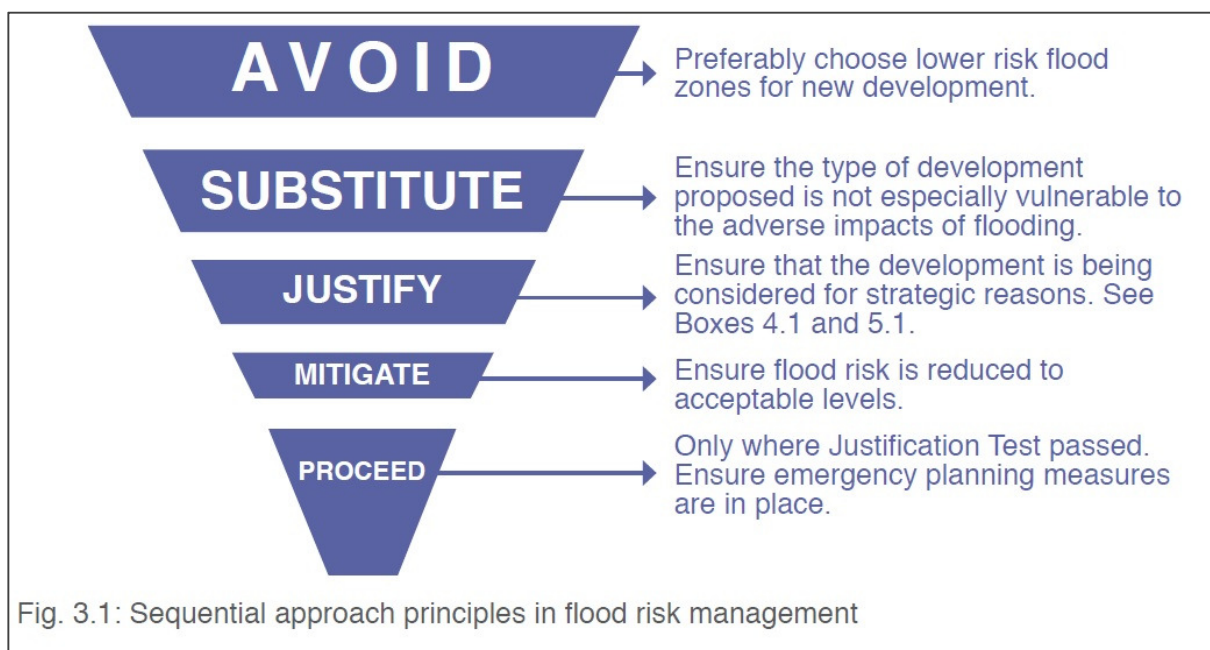 AVOID
Preferably choose lower risk flood
zones for new development.
SUBSTITUTE
Ensure the type of development
proposed is not especially vulnerable to
the adverse impacts of flooding.
JUSTIFY
Ensure that the development is being
considered for strategic reasons. See
Boxes 4.1 and 5.1.
MITIGATE
Ensure flood risk is reduced to
acceptable levels.
PROCEED
Only where Justification Test passed.
Ensure emergency planning measures
are in place.
Fig. 3.1: Sequential approach principles in flood risk management